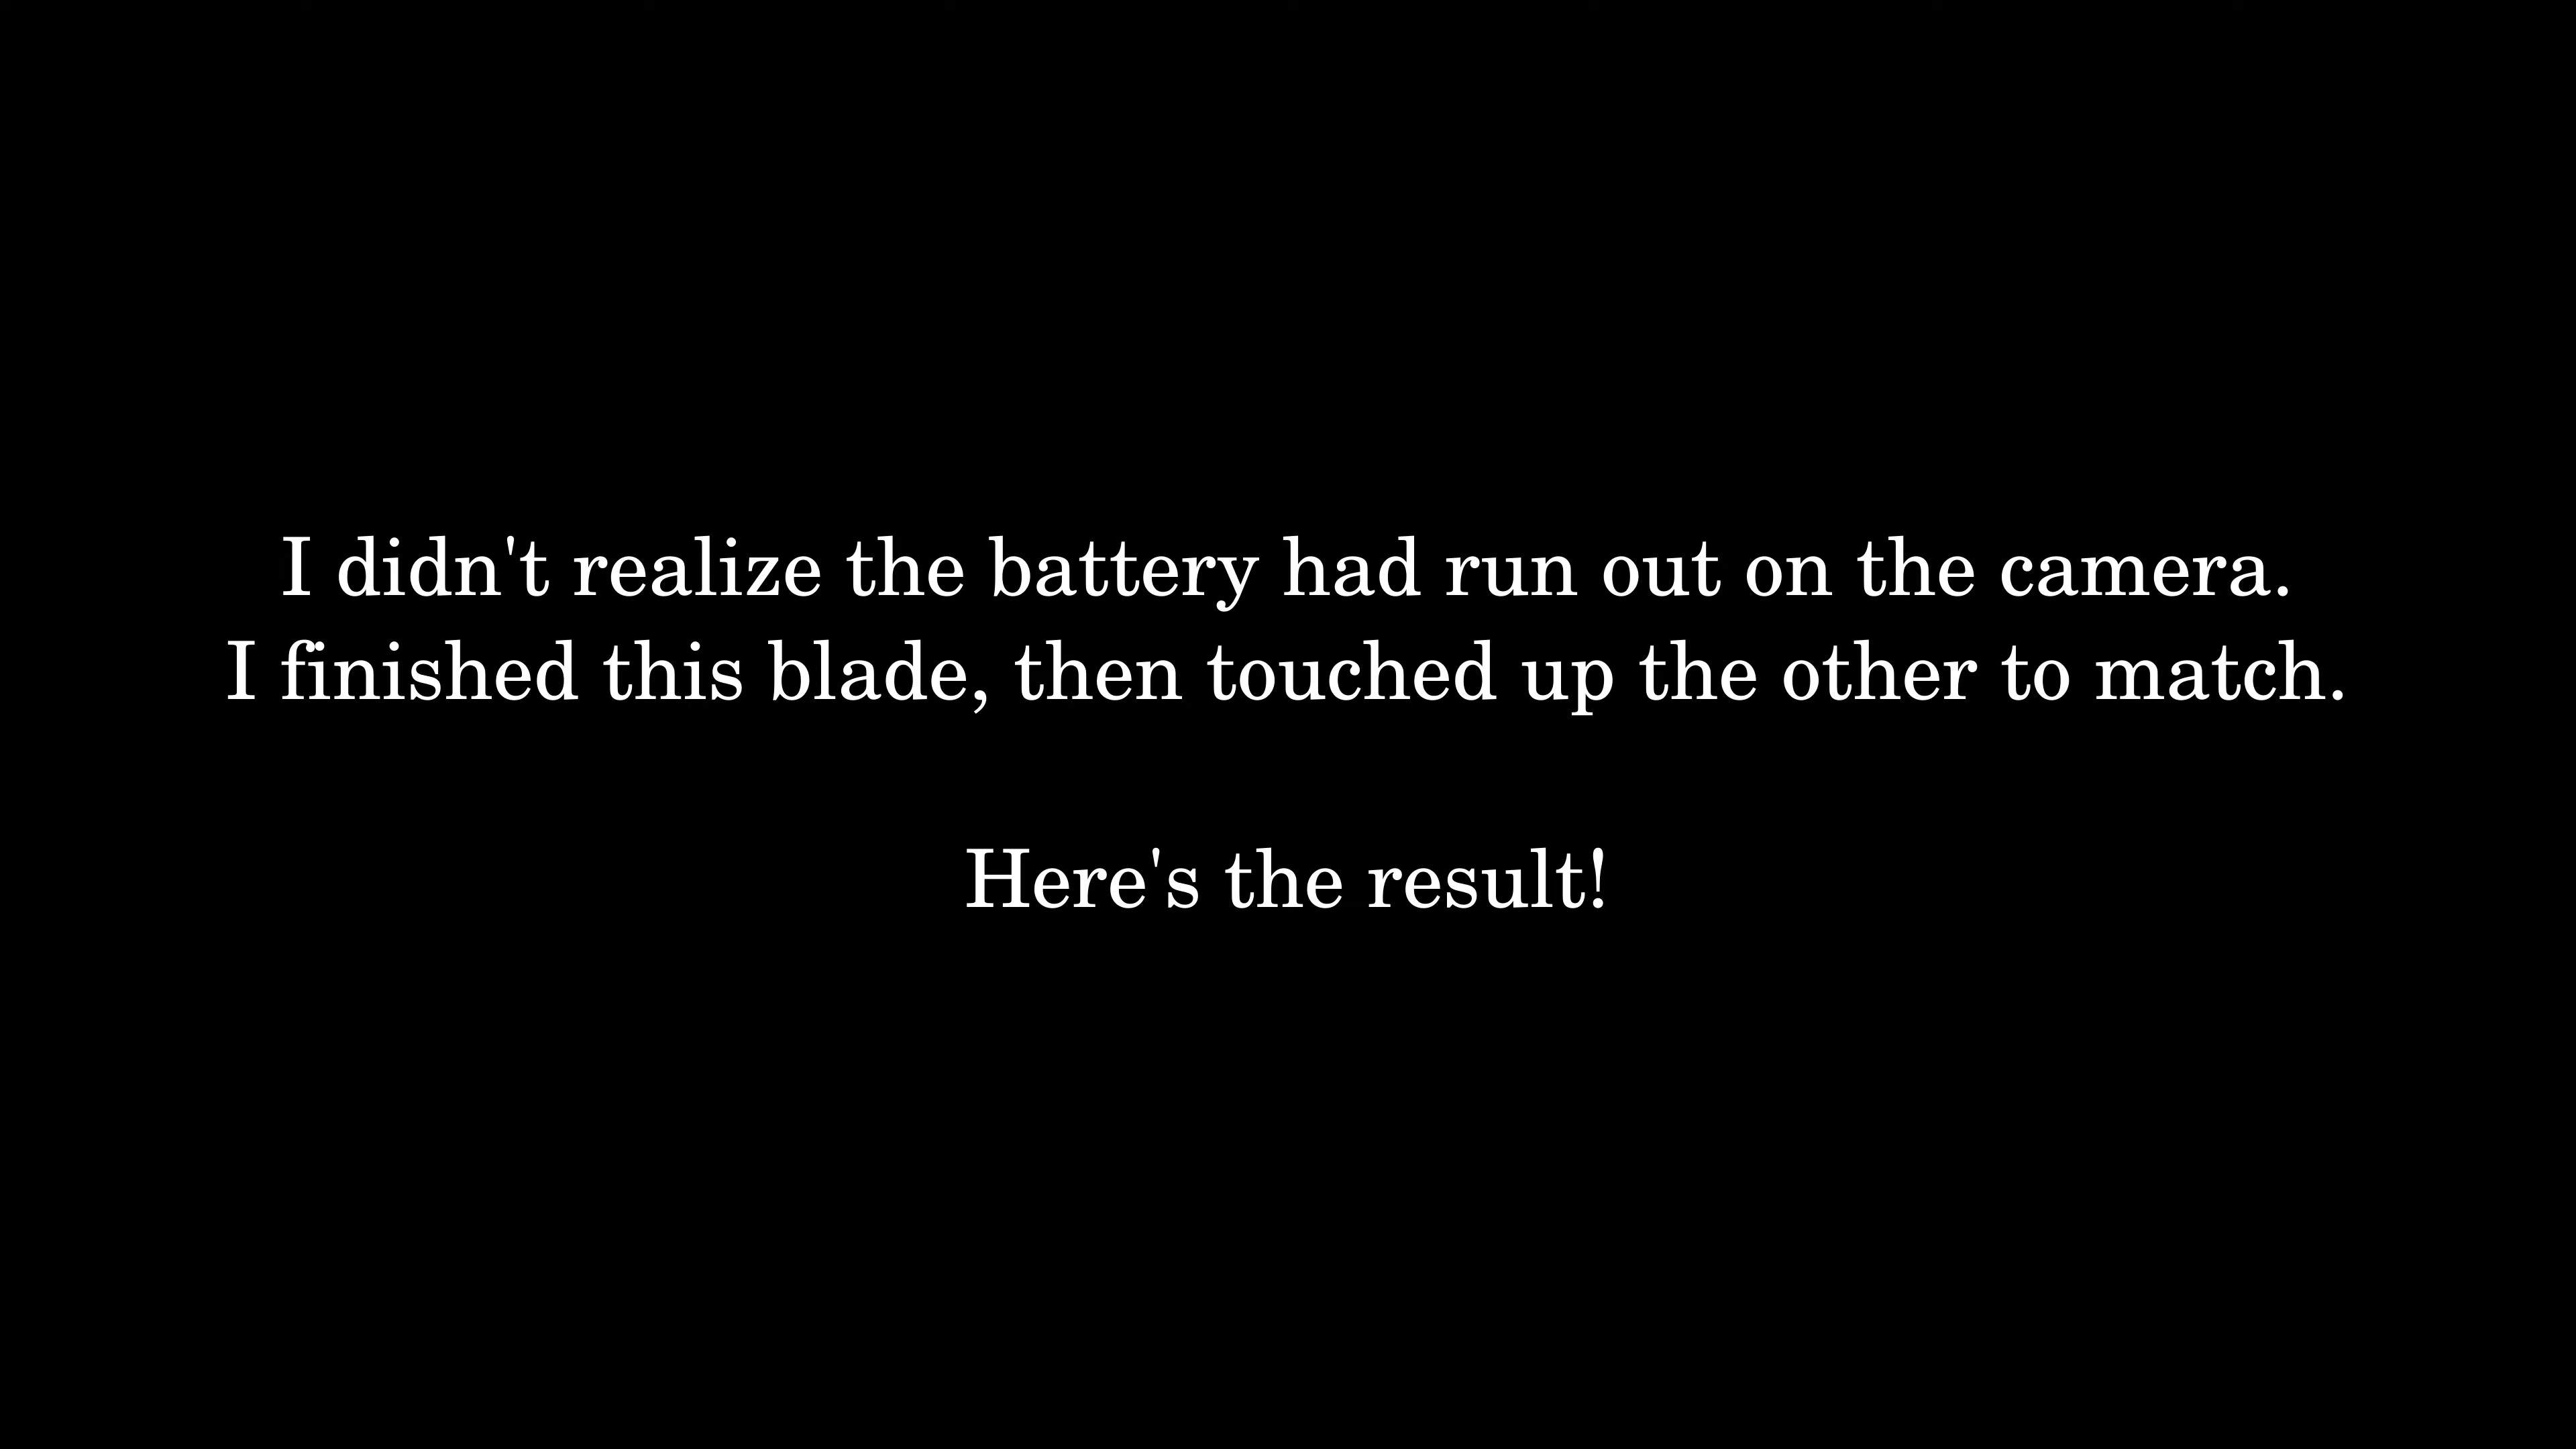 I didn't realize the battery had run out on the camera.
I finished this blade, then touched up the other to match.
Here's the result!